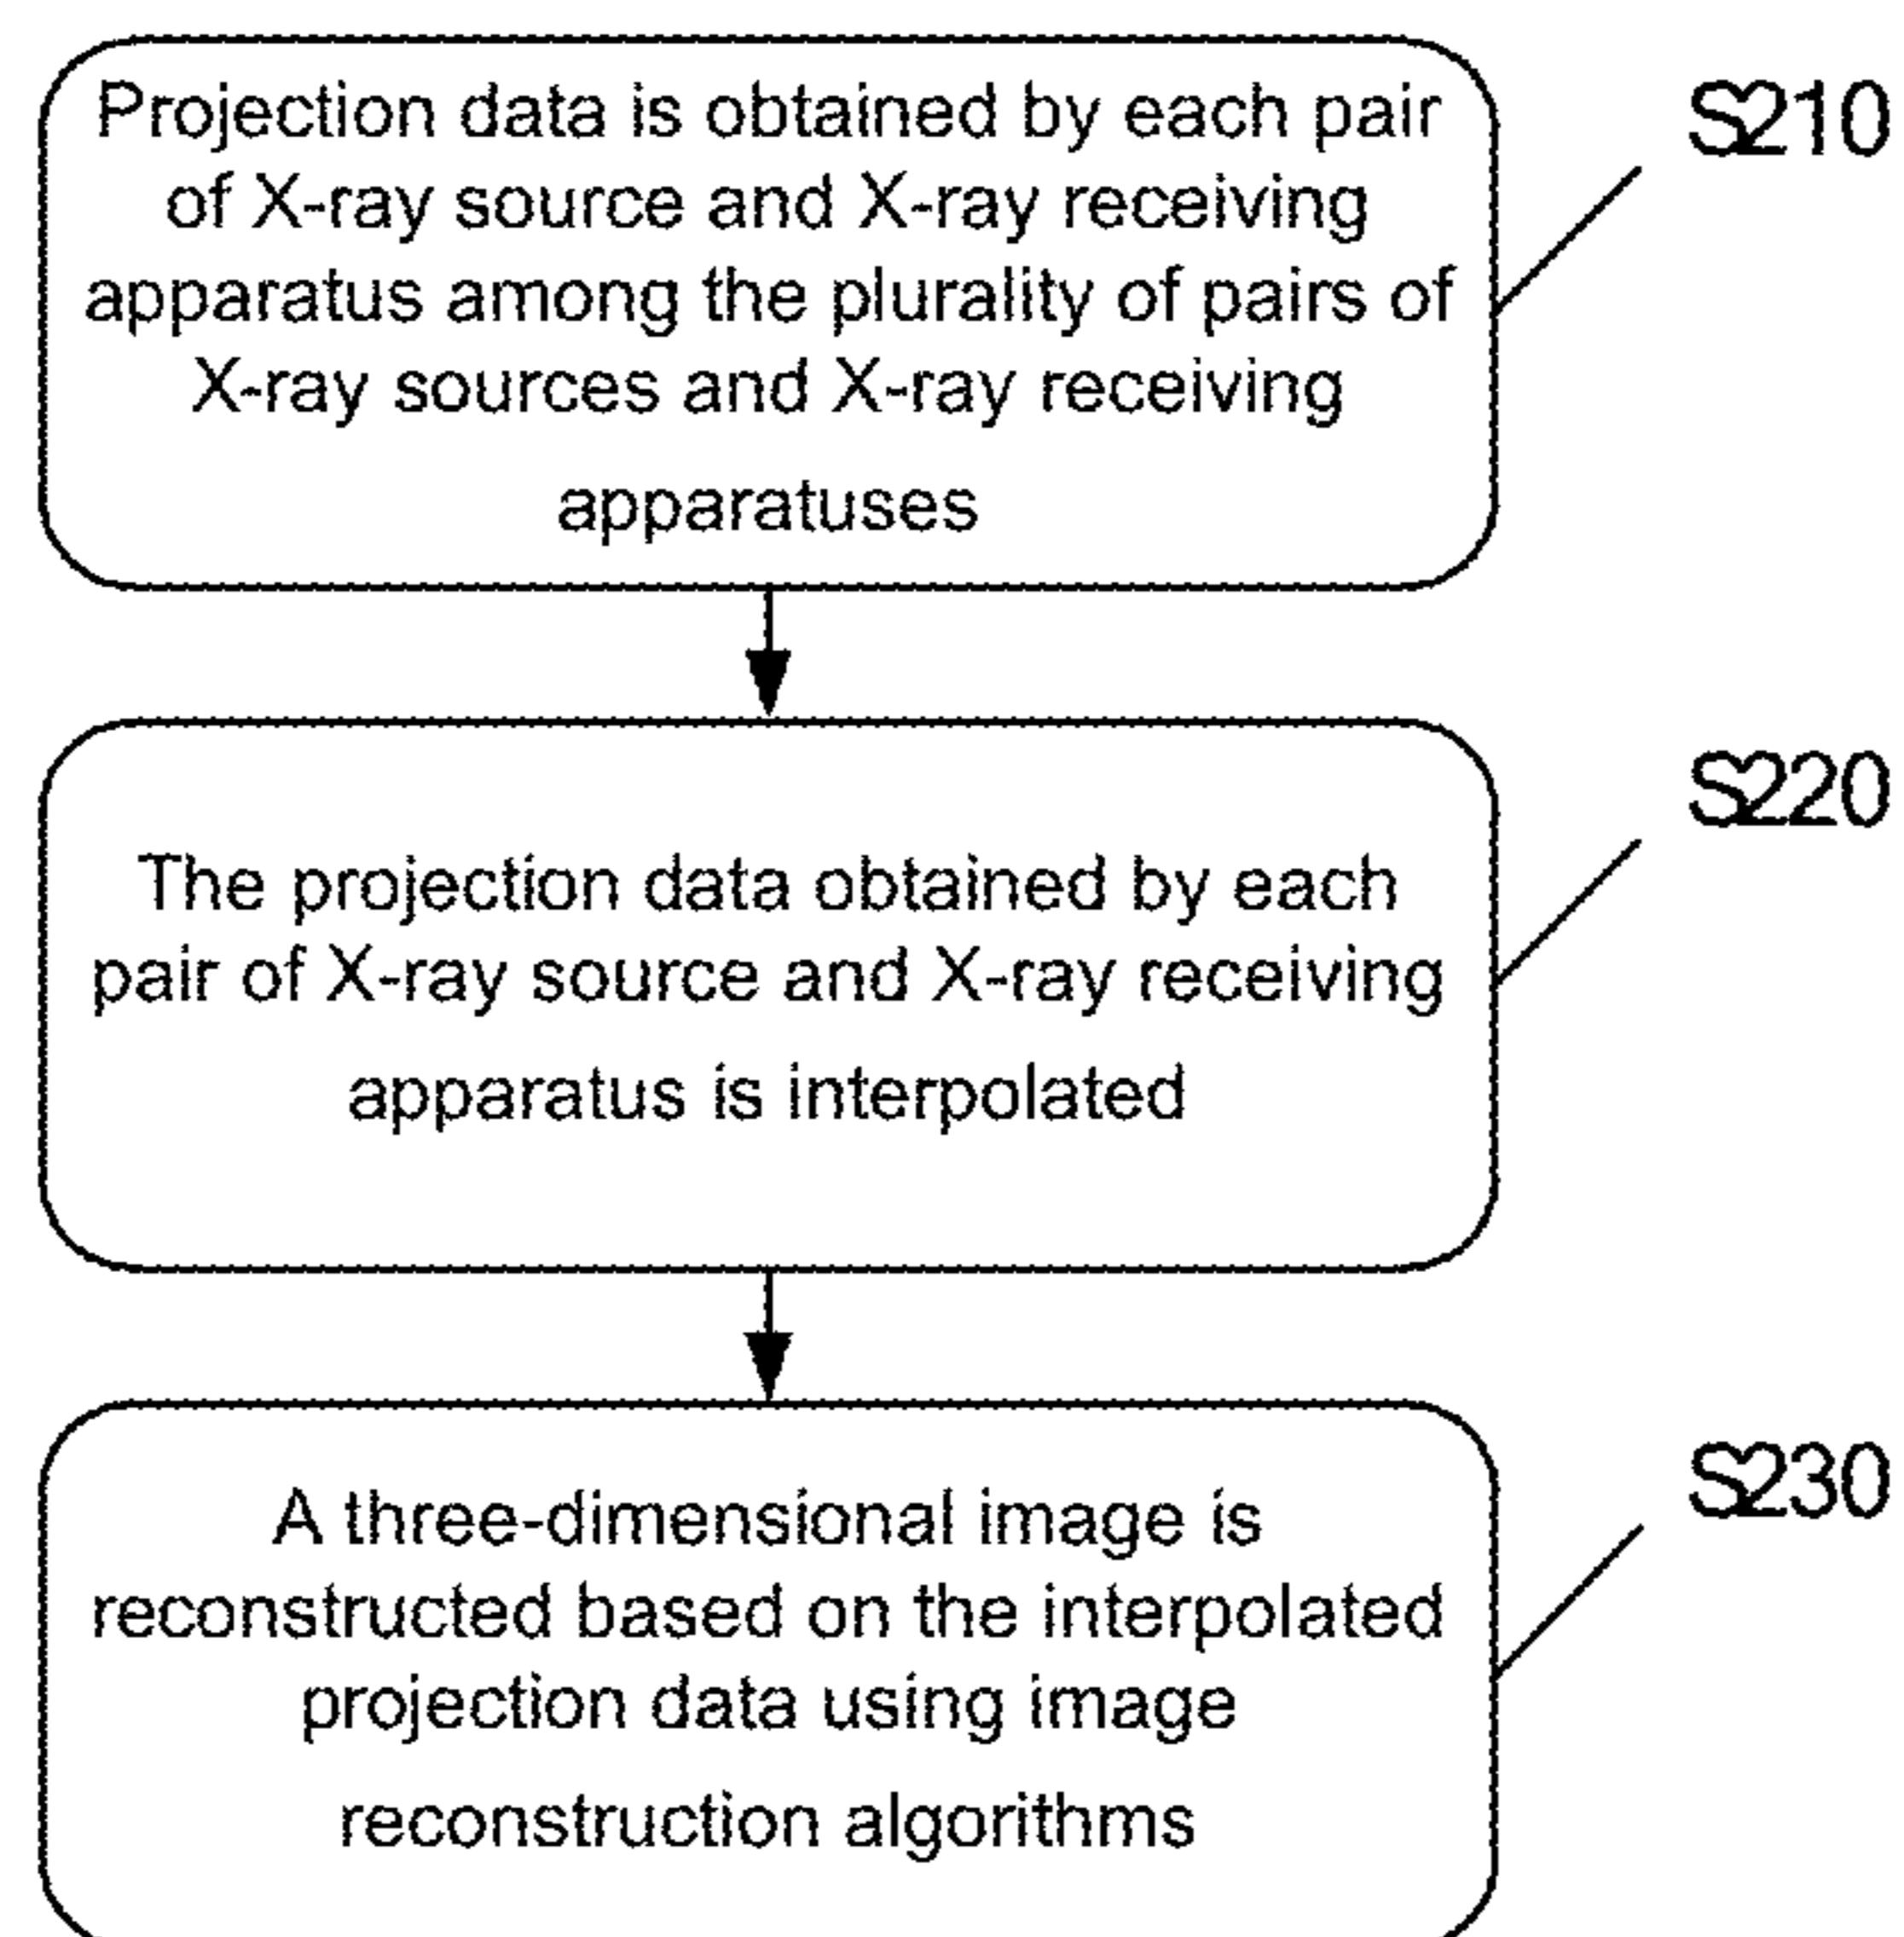 Projection data is obtained by each pair
of X-ray source and X-ray receiving
apparatus among the plurality of pairs of
X-ray sources and X-ray receiving
apparatuses
S210
The projection data obtained by each
pair of X-ray source and X-ray receiving
apparatus is interpolated
S220
A three-dimensional image is
reconstructed based on the interpolated
projection data using image
reconstruction algorithms
S230